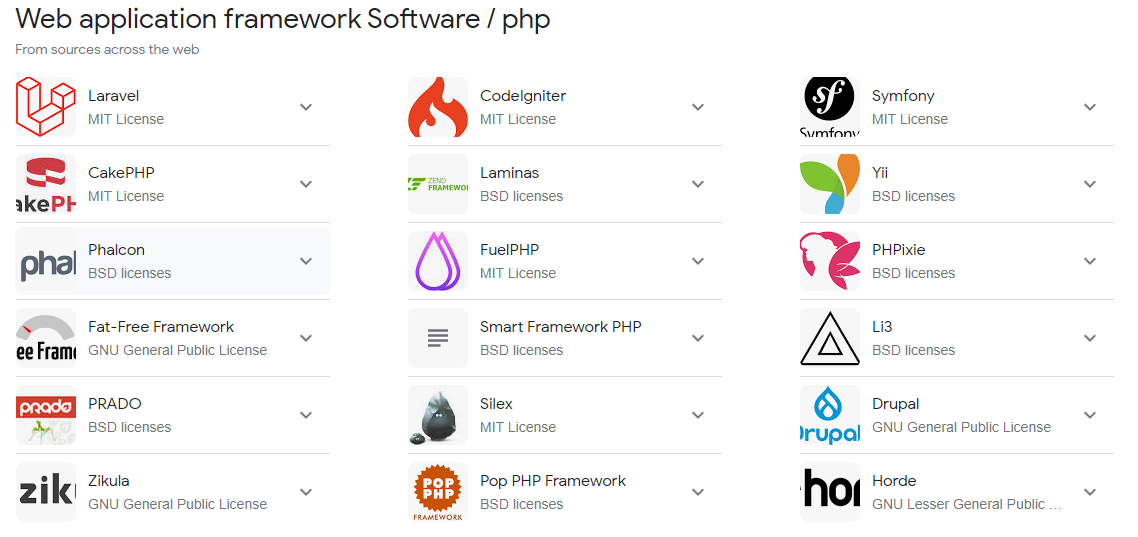 Web application framework Software / php
From sources across the web
Laravel
MIT License
CodeIgniter
MIT License
Symfony
Symfony
MIT License
akePH
CakePHP
MIT License
ZEND
FRAMEWOR
Laminas
BSD licenses
Yii
BSD licenses
phal
Phalcon
BSD licenses
FuelPHP
MIT License
PHPixie
BSD licenses
ee Frame
Fat-Free Framework
GNU General Public License
Smart Framework PHP
BSD licenses
Li3
BSD licenses
prado
PRADO
BSD licenses
Silex
MIT License
Drupal
Drupal
GNU General Public License
zik
Zikula
GNU General Public License
POP
PHP
FRAMEWORK
Pop PHP Framework
BSD licenses
hor
Horde
GNU Lesser General Public ...